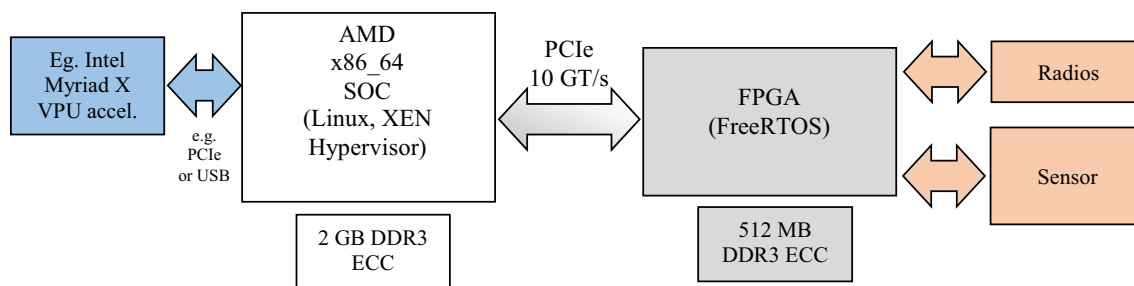 Eg. Intel
Myriad X
VPU accel.
e.g.
PCIe
or USB
AMD
x86_64
SOC
(Linux, XEN
Hypervisor)
2 GB DDR3
ECC
PCIe
10 GT/s
FPGA
(FreeRTOS)
512 MB
DDR3 ECC
Radios
Sensor